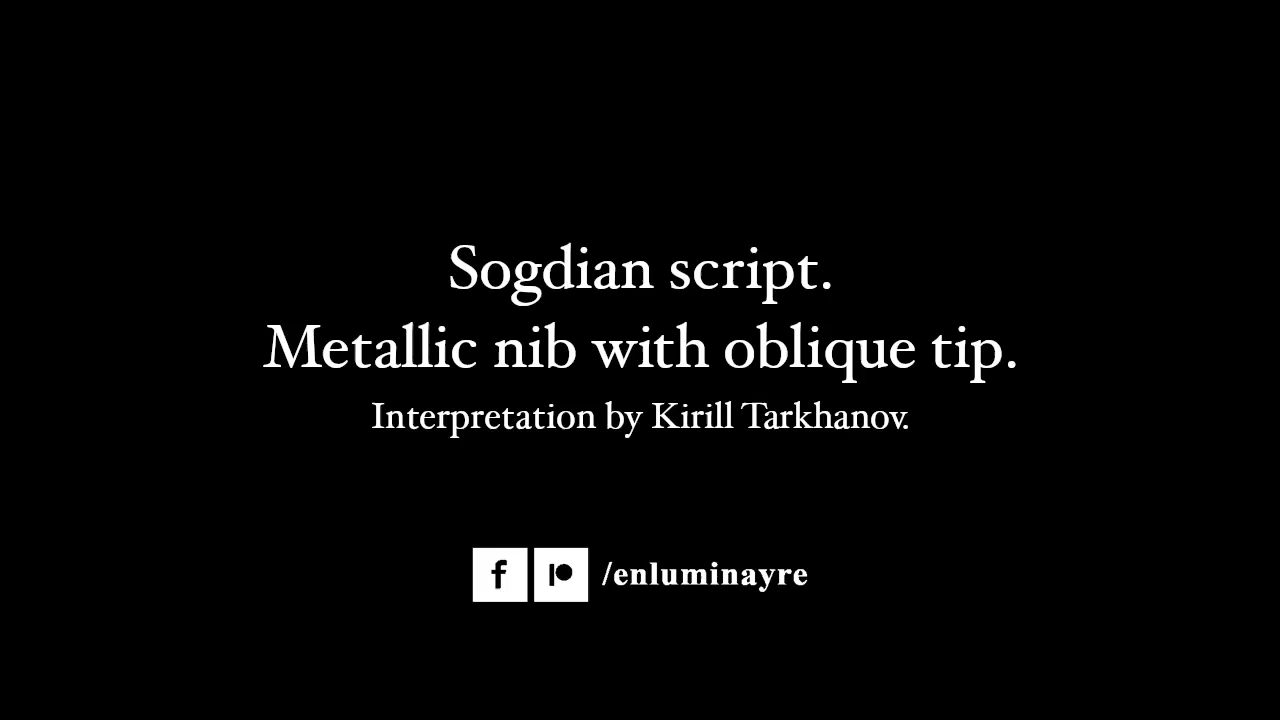 Sogdian script.
Metallic nib with oblique tip.
Interpretation by Kirill Tarkhanov.
/enluminayre